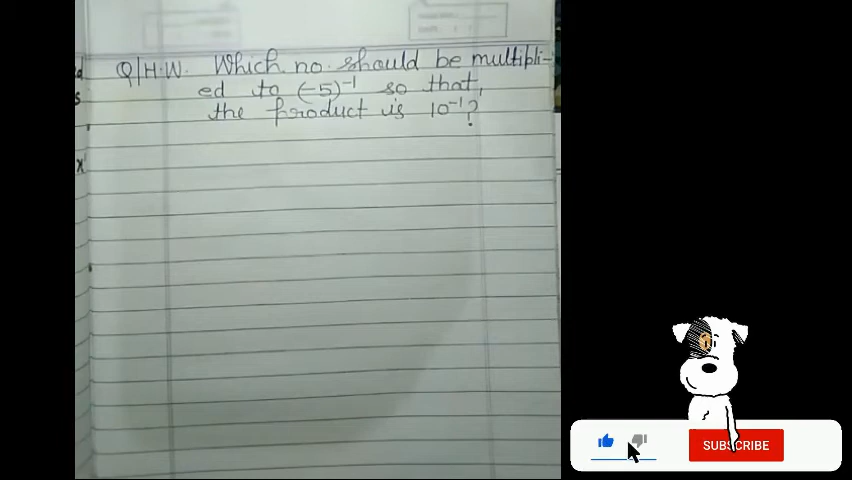 Q|H.W. Which no. should be multipli-
ed to (-5)⁻¹ so that,
the product is 10⁻¹?
SUBSCRIBE